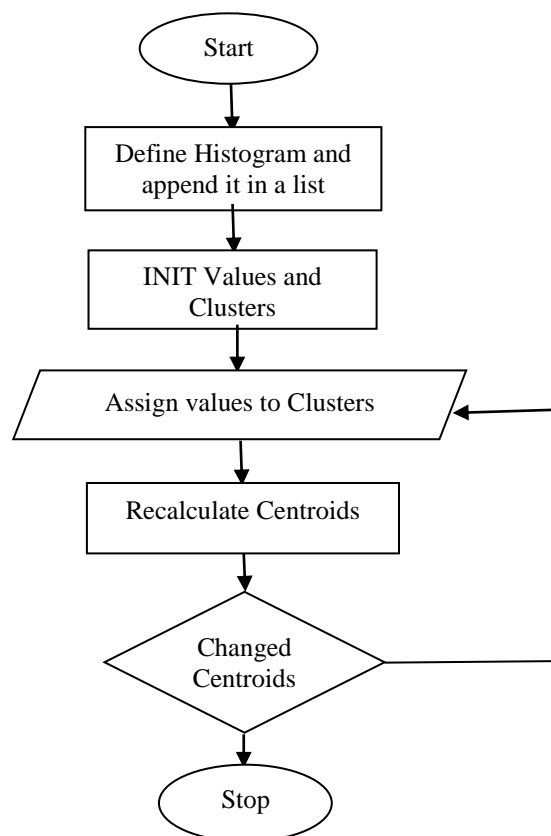 Start
Define Histogram and
append it in a list
INIT Values and
Clusters
Assign values to Clusters
Recalculate Centroids
Changed
Centroids
Stop